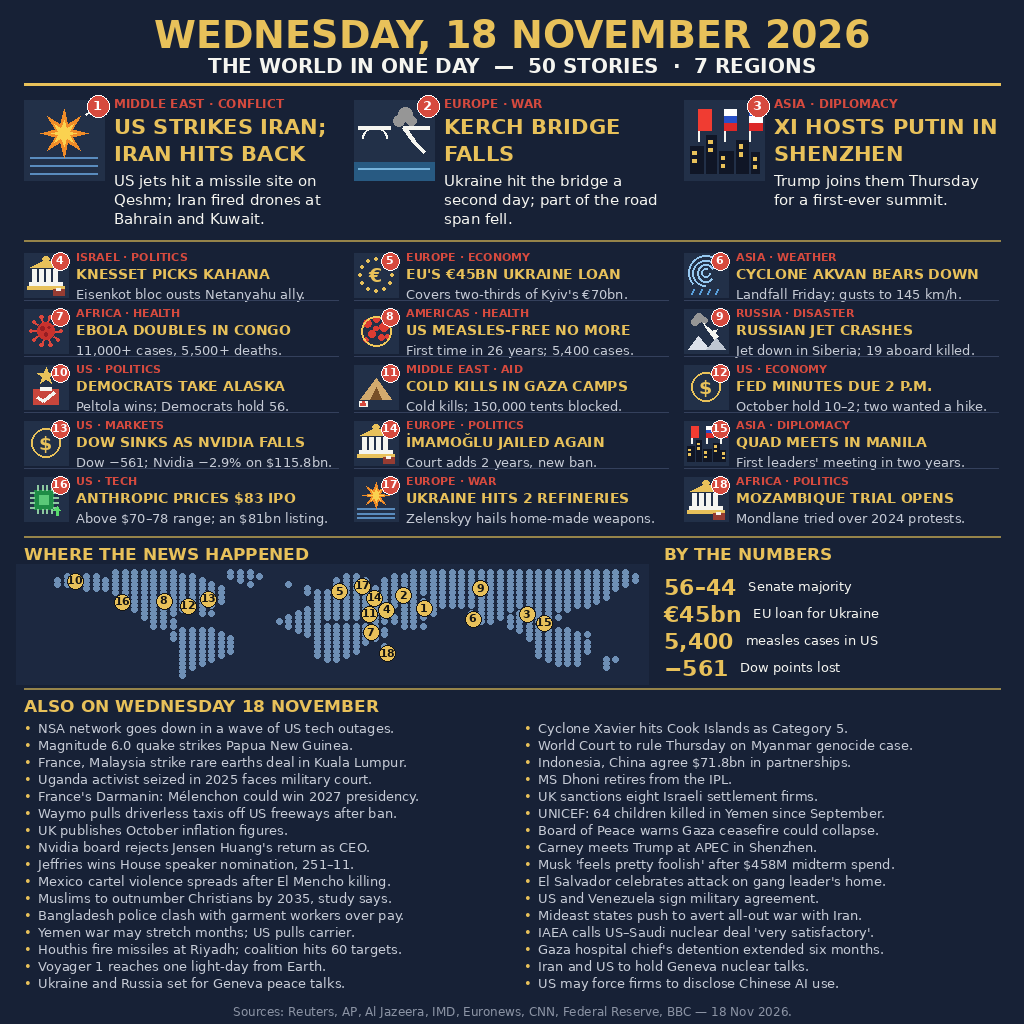 WEDNESDAY, 18 NOVEMBER 2026
THE WORLD IN ONE DAY — 50 STORIES · 7 REGIONS
1
MIDDLE EAST · CONFLICT
US STRIKES IRAN;
IRAN HITS BACK
US jets hit a missile site on
Qeshm; Iran fired drones at
Bahrain and Kuwait.
2
EUROPE · WAR
KERCH BRIDGE
FALLS
Ukraine hit the bridge a
second day; part of the road
span fell.
3
ASIA · DIPLOMACY
XI HOSTS PUTIN IN
SHENZHEN
Trump joins them Thursday
for a first-ever summit.
4
ISRAEL · POLITICS
KNESSET PICKS KAHANA
Eisenkot bloc ousts Netanyahu ally.
5
€
EUROPE · ECONOMY
EU'S €45BN UKRAINE LOAN
Covers two-thirds of Kyiv's €70bn.
6
ASIA · WEATHER
CYCLONE AKVAN BEARS DOWN
Landfall Friday; gusts to 145 km/h.
7
AFRICA · HEALTH
EBOLA DOUBLES IN CONGO
11,000+ cases, 5,500+ deaths.
8
AMERICAS · HEALTH
US MEASLES-FREE NO MORE
First time in 26 years; 5,400 cases.
9
RUSSIA · DISASTER
RUSSIAN JET CRASHES
Jet down in Siberia; 19 aboard killed.
10
US · POLITICS
DEMOCRATS TAKE ALASKA
Peltola wins; Democrats hold 56.
11
MIDDLE EAST · AID
COLD KILLS IN GAZA CAMPS
Cold kills; 150,000 tents blocked.
12
$
US · ECONOMY
FED MINUTES DUE 2 P.M.
October hold 10–2; two wanted a hike.
13
$
US · MARKETS
DOW SINKS AS NVIDIA FALLS
Dow −561; Nvidia −2.9% on $115.8bn.
14
EUROPE · POLITICS
İMAMOĞLU JAILED AGAIN
Court adds 2 years, new ban.
15
ASIA · DIPLOMACY
QUAD MEETS IN MANILA
First leaders' meeting in two years.
16
US · TECH
ANTHROPIC PRICES $83 IPO
Above $70–78 range; an $81bn listing.
17
EUROPE · WAR
UKRAINE HITS 2 REFINERIES
Zelenskyy hails home-made weapons.
18
AFRICA · POLITICS
MOZAMBIQUE TRIAL OPENS
Mondlane tried over 2024 protests.
WHERE THE NEWS HAPPENED
10
16
8
12
13
5
17
14
2
11
4
1
7
18
9
6
3
15
BY THE NUMBERS
56–44 Senate majority
€45bn EU loan for Ukraine
5,400 measles cases in US
−561 Dow points lost
ALSO ON WEDNESDAY 18 NOVEMBER
• NSA network goes down in a wave of US tech outages.
• Magnitude 6.0 quake strikes Papua New Guinea.
• France, Malaysia strike rare earths deal in Kuala Lumpur.
• Uganda activist seized in 2025 faces military court.
• France's Darmanin: Mélenchon could win 2027 presidency.
• Waymo pulls driverless taxis off US freeways after ban.
• UK publishes October inflation figures.
• Nvidia board rejects Jensen Huang's return as CEO.
• Jeffries wins House speaker nomination, 251–11.
• Mexico cartel violence spreads after El Mencho killing.
• Muslims to outnumber Christians by 2035, study says.
• Bangladesh police clash with garment workers over pay.
• Yemen war may stretch months; US pulls carrier.
• Houthis fire missiles at Riyadh; coalition hits 60 targets.
• Voyager 1 reaches one light-day from Earth.
• Ukraine and Russia set for Geneva peace talks.
• Cyclone Xavier hits Cook Islands as Category 5.
• World Court to rule Thursday on Myanmar genocide case.
• Indonesia, China agree $71.8bn in partnerships.
• MS Dhoni retires from the IPL.
• UK sanctions eight Israeli settlement firms.
• UNICEF: 64 children killed in Yemen since September.
• Board of Peace warns Gaza ceasefire could collapse.
• Carney meets Trump at APEC in Shenzhen.
• Musk 'feels pretty foolish' after $458M midterm spend.
• El Salvador celebrates attack on gang leader's home.
• US and Venezuela sign military agreement.
• Mideast states push to avert all-out war with Iran.
• IAEA calls US–Saudi nuclear deal 'very satisfactory'.
• Gaza hospital chief's detention extended six months.
• Iran and US to hold Geneva nuclear talks.
• US may force firms to disclose Chinese AI use.
Sources: Reuters, AP, Al Jazeera, IMD, Euronews, CNN, Federal Reserve, BBC — 18 Nov 2026.